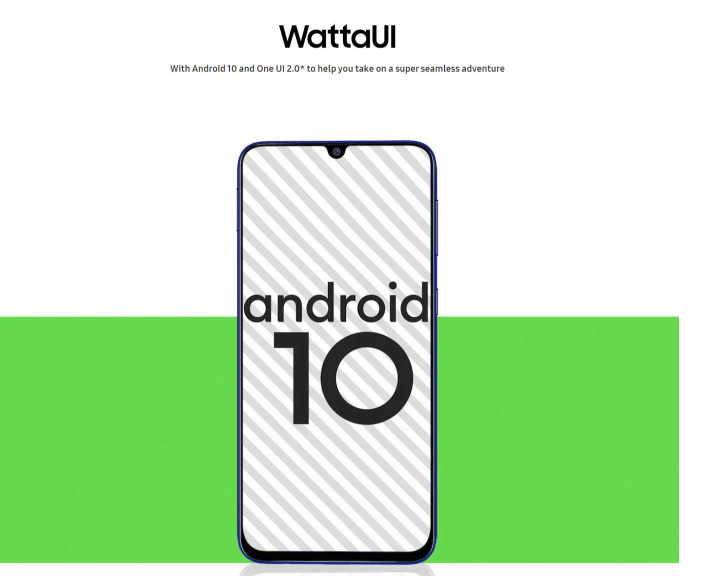 WattaUI
With Android 10 and One UI 2.0* to help you take on a super seamless adventure
android
10